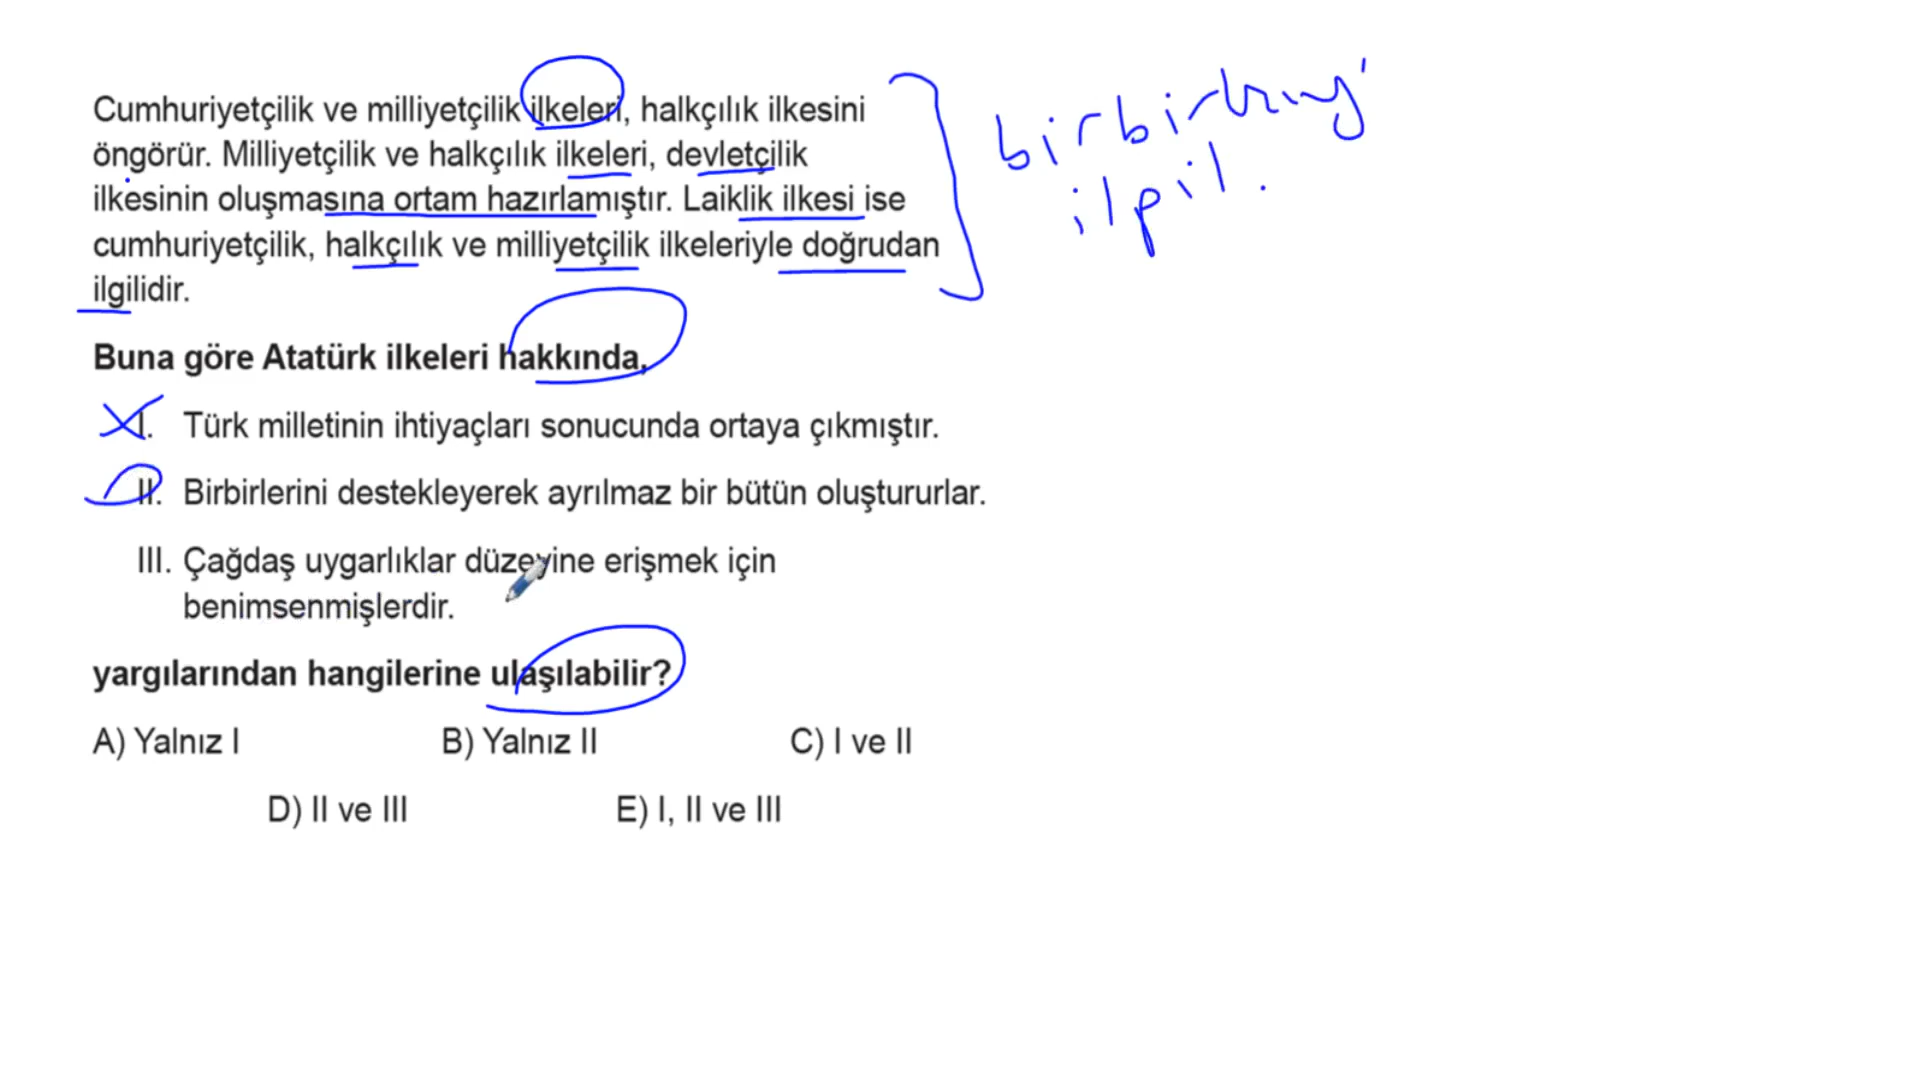 Cumhuriyetçilik ve milliyetçilik ilkeleri, halkçılık ilkesini
öngörür. Milliyetçilik ve halkçılık ilkeleri, devletçilik
ilkesinin oluşmasına ortam hazırlamıştır. Laiklik ilkesi ise
cumhuriyetçilik, halkçılık ve milliyetçilik ilkeleriyle doğrudan
ilgilidir.
Buna göre Atatürk ilkeleri hakkında,
I. Türk milletinin ihtiyaçları sonucunda ortaya çıkmıştır.
II. Birbirlerini destekleyerek ayrılmaz bir bütün oluştururlar.
III. Çağdaş uygarlıklar düzeyine erişmek için
benimsenmişlerdir.
yargılarından hangilerine ulaşılabilir?
A) Yalnız I B) Yalnız II C) I ve II
D) II ve III E) I, II ve III